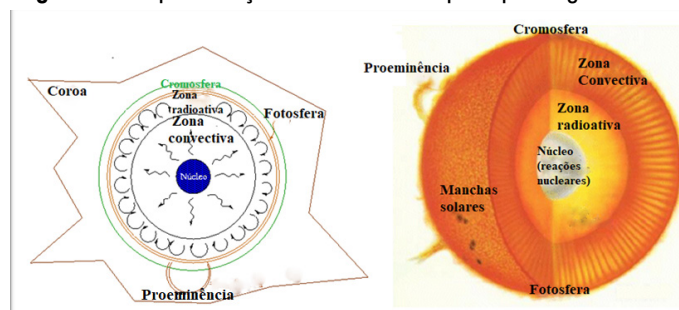 Coroa
Cromosfera
Zona
radioativa
Zona
convectiva
Fotosfera
Núcleo
Proeminência
Cromosfera
Proeminência
Zona
Convectiva
Zona
radioativa
Núcleo
(reações
nucleares)
Manchas
solares
Fotosfera